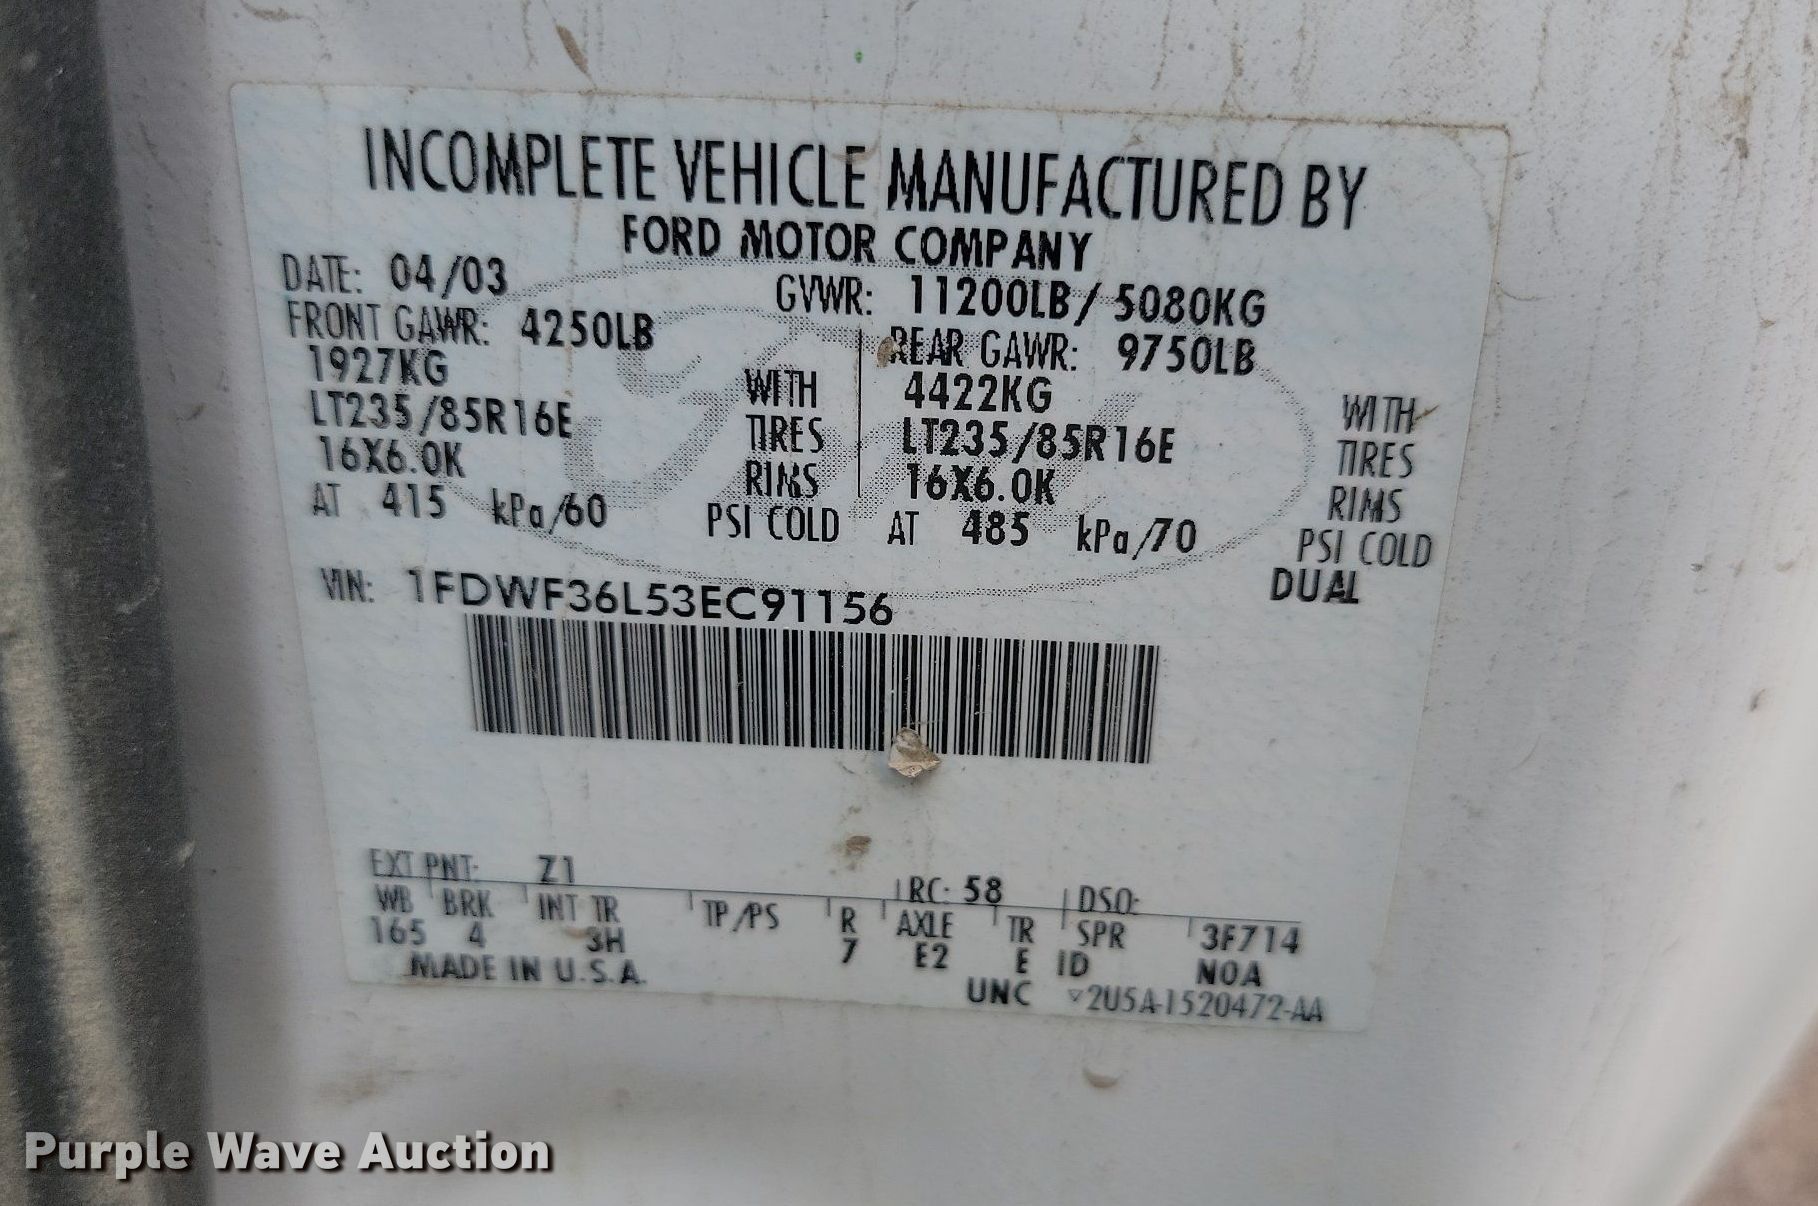 INCOMPLETE VEHICLE MANUFACTURED BY
FORD MOTOR COMPANY
DATE: 04/03 GVWR: 11200LB/ 5080KG
FRONT GAWR: 4250LB REAR GAWR: 9750LB
1927KG WITH 4422KG WITH
LT235/85R16E TIRES LT235/85R16E TIRES
16X6.0K RIMS 16X6.0K RIMS
AT 415 kPa/60 PSI COLD AT 485 kPa/70 PSI COLD
DUAL
VIN: 1FDWF36L53EC91156
EXT PNT: Z1 RC: 58 DSO:
WB BRK INT TR TP/PS R AXLE TR SPR 3F714
165 4 3H 7 E2 E ID N0A
MADE IN U.S.A. UNC 2U5A-1520472-AA
Purple Wave Auction